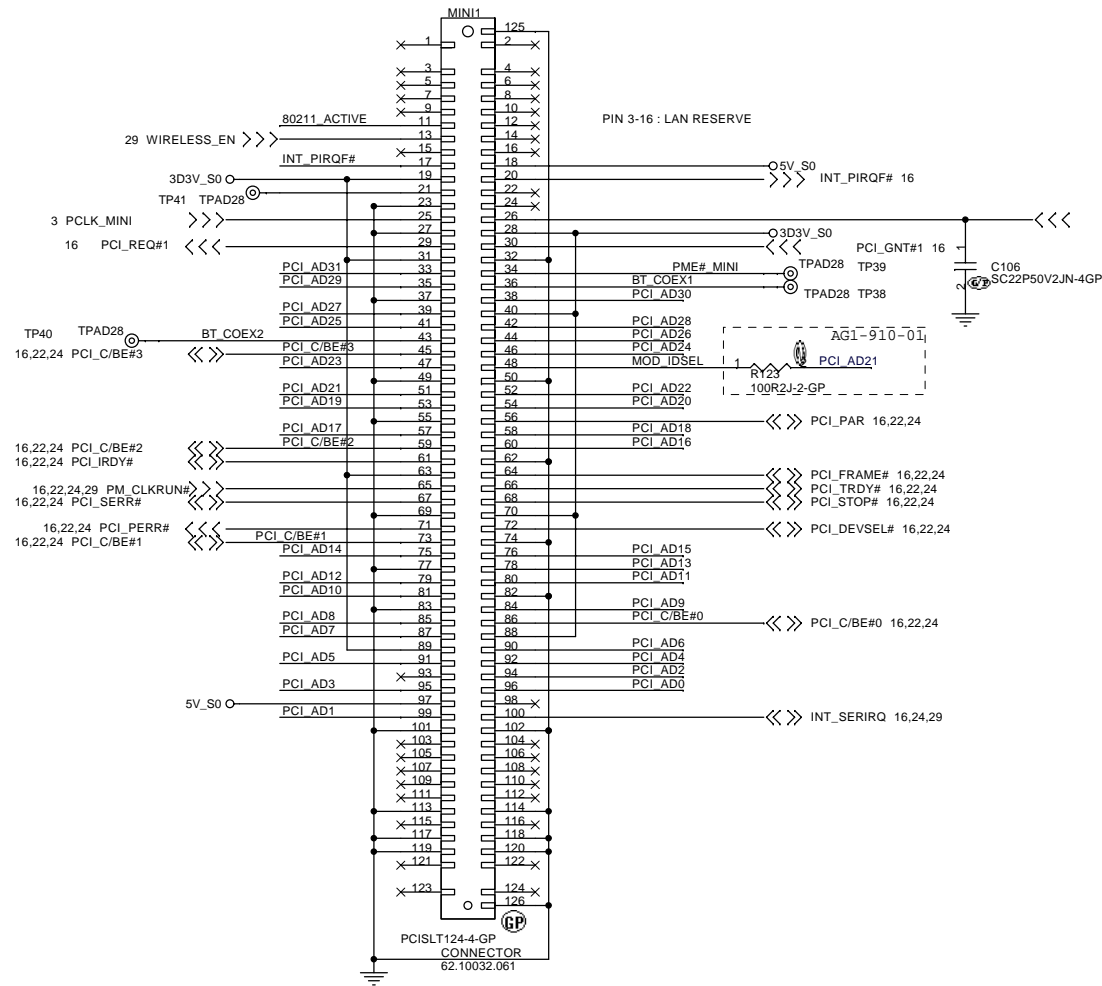 MINI1
125
1 2
3 4
5 6
7 8
9 10
80211_ACTIVE 11 12 PIN 3-16 : LAN RESERVE
29 WIRELESS_EN 13 14
15 16
INT_PIRQF# 17 18 5V_S0
3D3V_S0 19 20 INT_PIRQF# 16
TP41 TPAD28 21 22
23 24
3 PCLK_MINI 25 26
27 28 3D3V_S0
16 PCI_REQ#1 29 30 PCI_GNT#1 16
31 32
PCI_AD31 33 34 PME#_MINI TPAD28 TP39
PCI_AD29 35 36 BT_COEX1 TPAD28 TP38
1 C106
2 SC22P50V2JN-4GP
37 38 PCI_AD30
PCI_AD27 39 40
PCI_AD25 41 42 PCI_AD28
TP40 TPAD28 BT_COEX2 43 44 PCI_AD26
16,22,24 PCI_C/BE#3 PCI_C/BE#3 45 46 PCI_AD24
PCI_AD23 47 48 MOD_IDSEL 1 PCI_AD21
AG1-910-01
R123
100R2J-2-GP
49 50
PCI_AD21 51 52 PCI_AD22
PCI_AD19 53 54 PCI_AD20
55 56 PCI_PAR 16,22,24
PCI_AD17 57 58 PCI_AD18
16,22,24 PCI_C/BE#2 PCI_C/BE#2 59 60 PCI_AD16
16,22,24 PCI_IRDY# 61 62
63 64 PCI_FRAME# 16,22,24
16,22,24,29 PM_CLKRUN# 65 66 PCI_TRDY# 16,22,24
16,22,24 PCI_SERR# 67 68 PCI_STOP# 16,22,24
69 70
16,22,24 PCI_PERR# 71 72 PCI_DEVSEL# 16,22,24
16,22,24 PCI_C/BE#1 PCI_C/BE#1 73 74
PCI_AD14 75 76 PCI_AD15
77 78 PCI_AD13
PCI_AD12 79 80 PCI_AD11
PCI_AD10 81 82
83 84 PCI_AD9
PCI_AD8 85 86 PCI_C/BE#0 PCI_C/BE#0 16,22,24
PCI_AD7 87 88
89 90 PCI_AD6
PCI_AD5 91 92 PCI_AD4
93 94 PCI_AD2
PCI_AD3 95 96 PCI_AD0
5V_S0 97 98
PCI_AD1 99 100 INT_SERIRQ 16,24,29
101 102
103 104
105 106
107 108
109 110
111 112
113 114
115 116
117 118
119 120
121 122
123 124
126
GP
PCISLT124-4-GP
CONNECTOR
62.10032.061